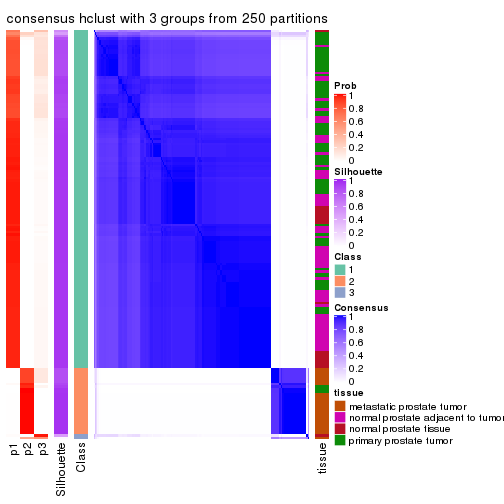 consensus hclust with 3 groups from 250 partitions
Prob
1
0.8
0.6
0.4
0.2
0
Silhouette
1
0.8
0.6
0.4
0.2
0
Class
1
2
3
Consensus
1
0.8
0.6
0.4
0.2
0
tissue
metastatic prostate tumor
normal prostate adjacent to tumor
normal prostate tissue
primary prostate tumor
p1
p2
p3
Silhouette
Class
tissue